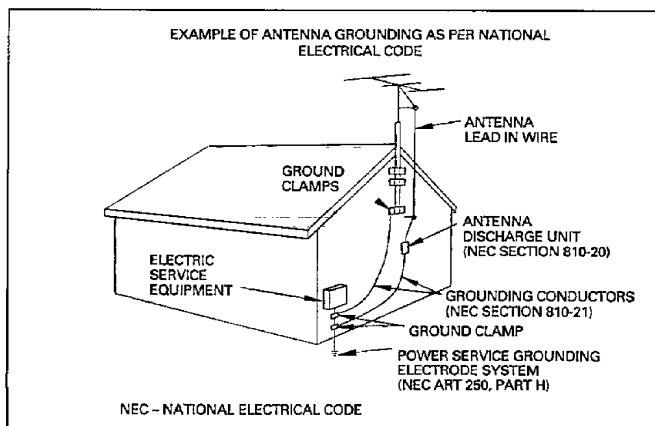 EXAMPLE OF ANTENNA GROUNDING AS PER NATIONAL
ELECTRICAL CODE
ANTENNA
LEAD IN WIRE
GROUND
CLAMPS
ANTENNA
DISCHARGE UNIT
(NEC SECTION 810-20)
ELECTRIC
SERVICE
EQUIPMENT
GROUNDING CONDUCTORS
(NEC SECTION 810-21)
GROUND CLAMP
POWER SERVICE GROUNDING
ELECTRODE SYSTEM
(NEC ART 250, PART H)
NEC – NATIONAL ELECTRICAL CODE